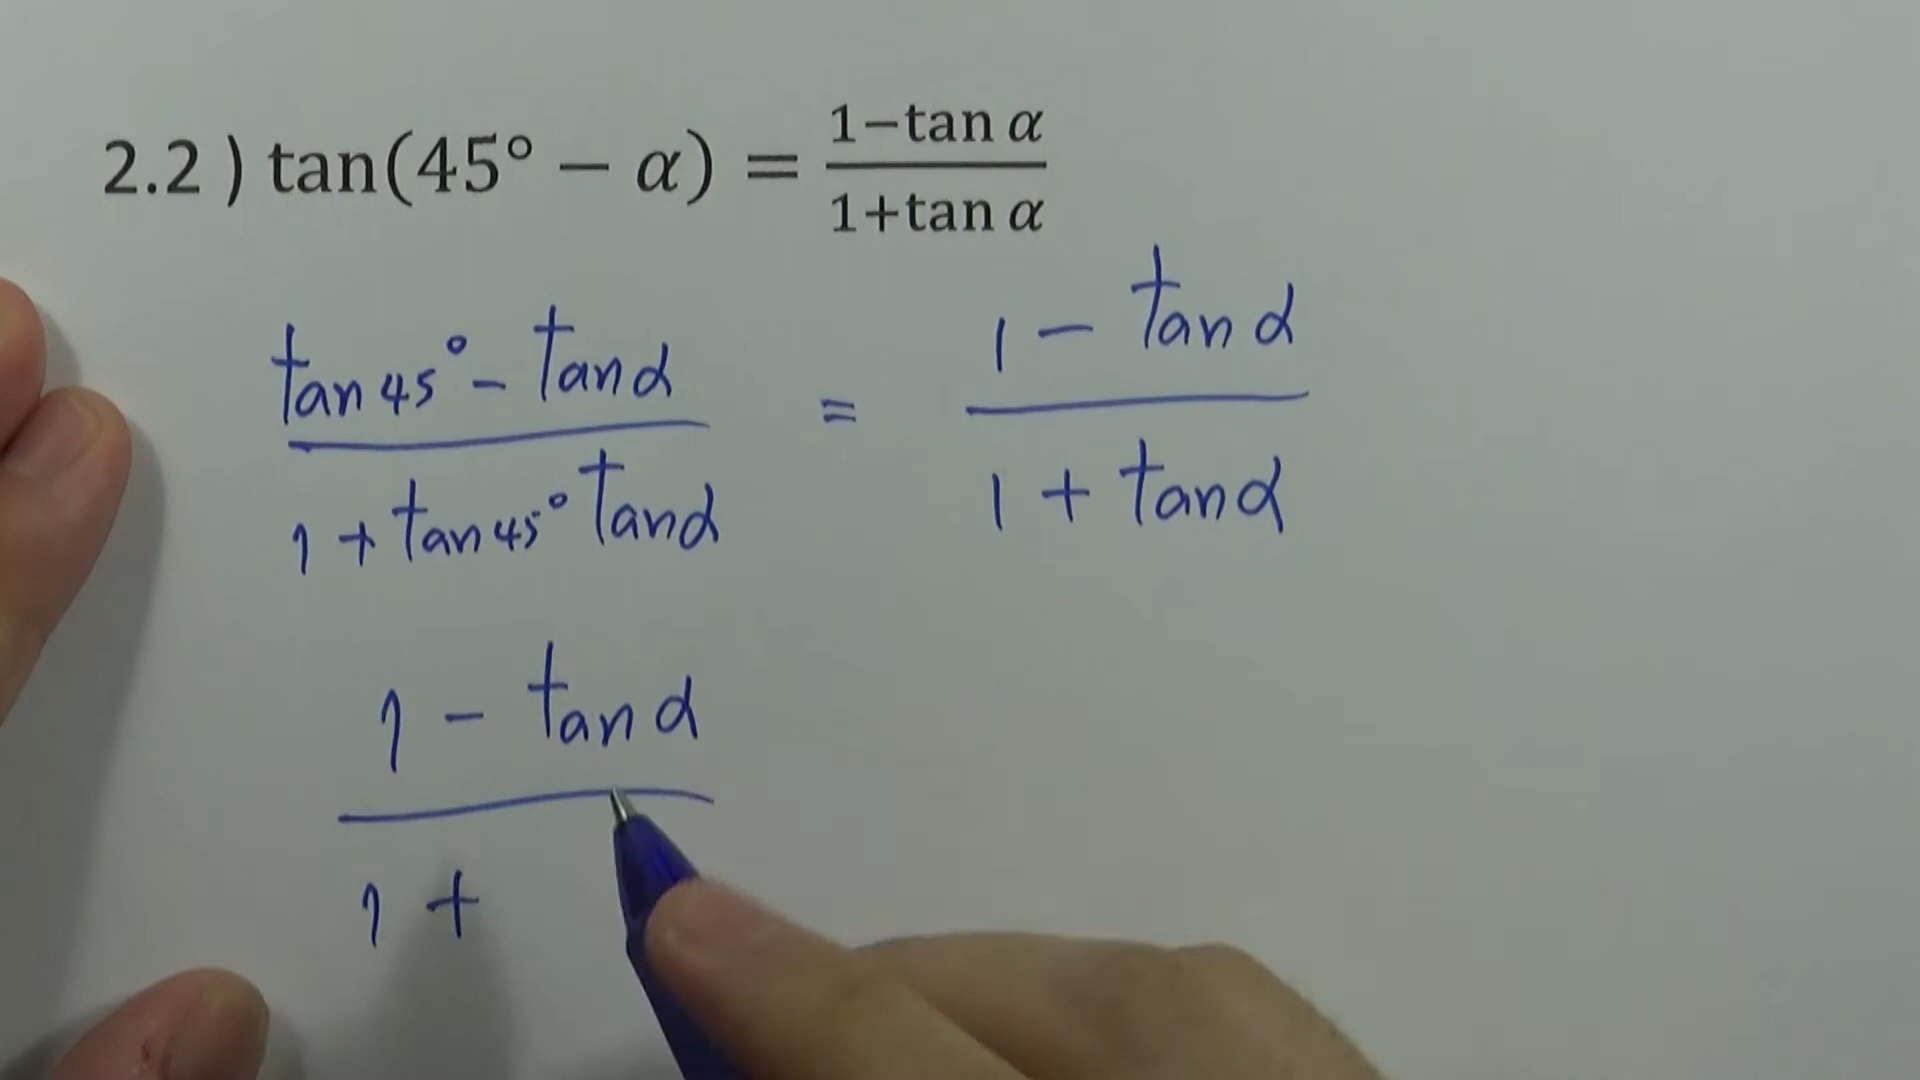 2.2 ) tan(45° − α) = (1−tan α)/(1+tan α)
(tan 45° − tan α)/(1 + tan 45° tan α) = (1 − tan α)/(1 + tan α)
1 − tan α
1 +